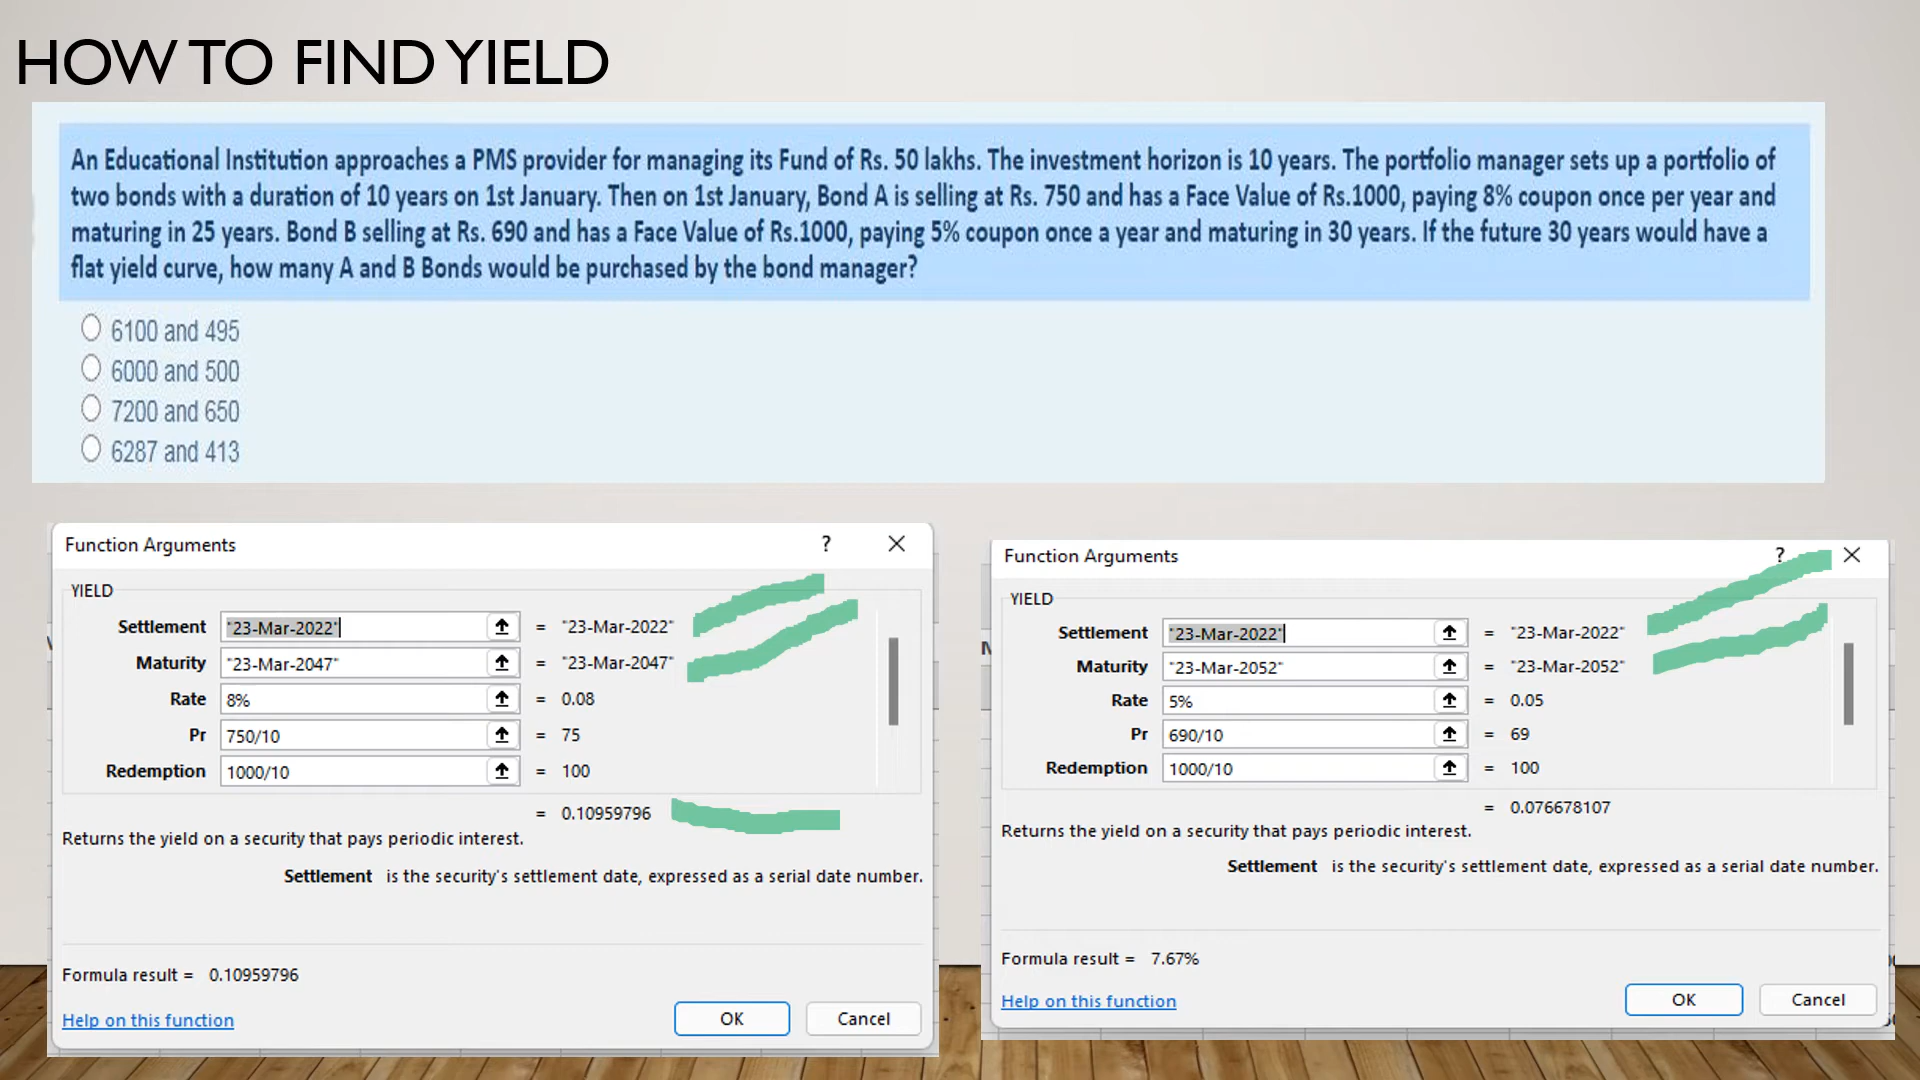 HOW TO FIND YIELD
An Educational Institution approaches a PMS provider for managing its Fund of Rs. 50 lakhs. The investment horizon is 10 years. The portfolio manager sets up a portfolio of
two bonds with a duration of 10 years on 1st January. Then on 1st January, Bond A is selling at Rs. 750 and has a Face Value of Rs.1000, paying 8% coupon once per year and
maturing in 25 years. Bond B selling at Rs. 690 and has a Face Value of Rs.1000, paying 5% coupon once a year and maturing in 30 years. If the future 30 years would have a
flat yield curve, how many A and B Bonds would be purchased by the bond manager?
6100 and 495
6000 and 500
7200 and 650
6287 and 413
Function Arguments ?
YIELD
Settlement "23-Mar-2022" = "23-Mar-2022"
Maturity "23-Mar-2047" = "23-Mar-2047"
Rate 8% = 0.08
Pr 750/10 = 75
Redemption 1000/10 = 100
= 0.10959796
Returns the yield on a security that pays periodic interest.
Settlement is the security's settlement date, expressed as a serial date number.
Formula result = 0.10959796
Help on this function
OK Cancel
Function Arguments ?
YIELD
Settlement "23-Mar-2022" = "23-Mar-2022"
Maturity "23-Mar-2052" = "23-Mar-2052"
Rate 5% = 0.05
Pr 690/10 = 69
Redemption 1000/10 = 100
= 0.076678107
Returns the yield on a security that pays periodic interest.
Settlement is the security's settlement date, expressed as a serial date number.
Formula result = 7.67%
Help on this function
OK Cancel